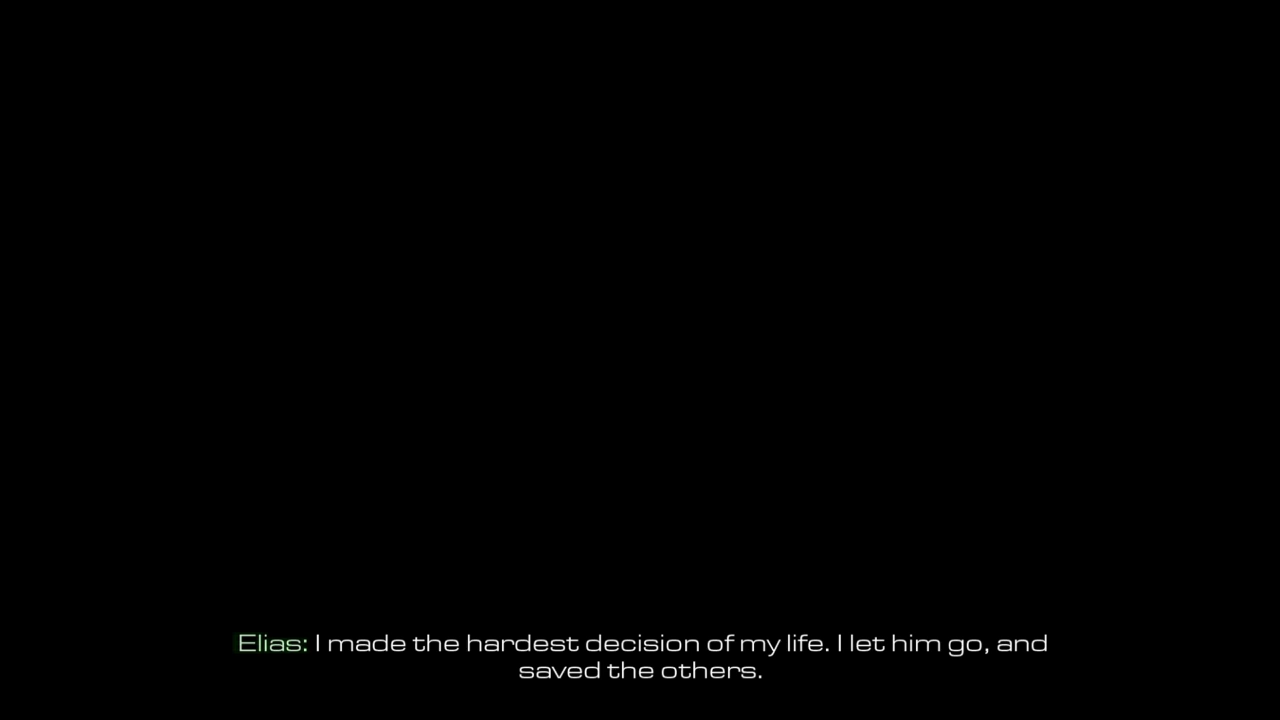 Elias: I made the hardest decision of my life. I let him go, and
saved the others.